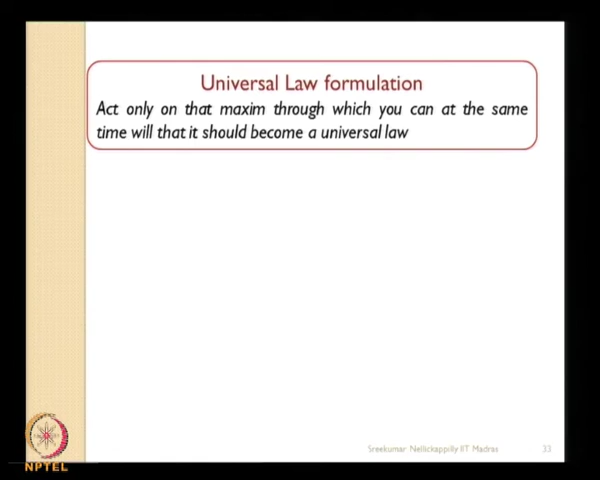 Universal Law formulation
Act only on that maxim through which you can at the same
time will that it should become a universal law
Sreekumar Nellickappilly IIT Madras
33
NPTEL